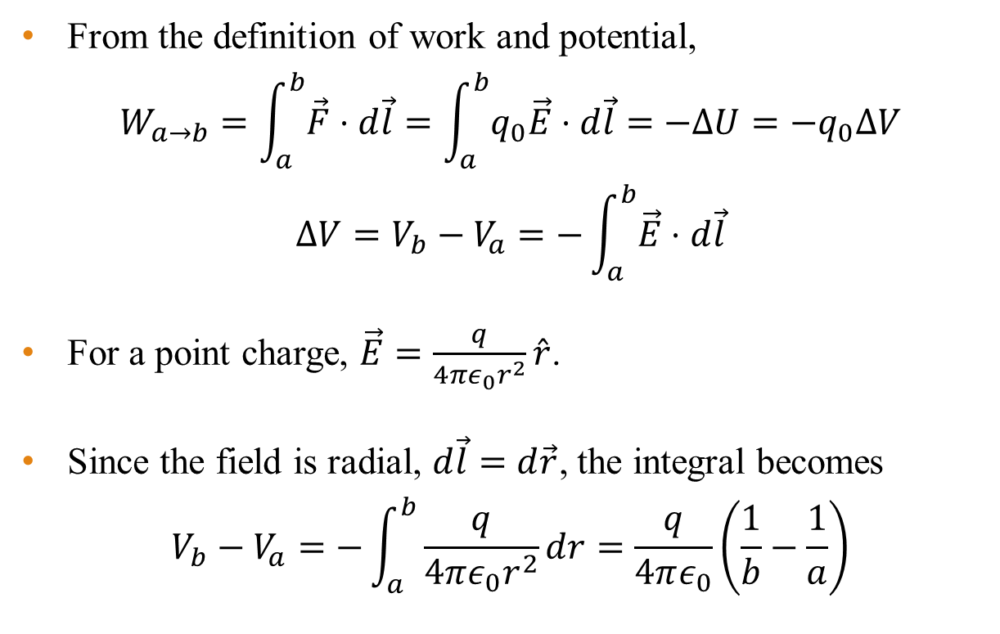 • From the definition of work and potential,
$W_{a \to b} = \int_a^b \vec{F} \cdot d\vec{l} = \int_a^b q_0 \vec{E} \cdot d\vec{l} = -\Delta U = -q_0 \Delta V$
$\Delta V = V_b - V_a = -\int_a^b \vec{E} \cdot d\vec{l}$
• For a point charge, $\vec{E} = \frac{q}{4\pi\epsilon_0 r^2} \hat{r}$.
• Since the field is radial, $d\vec{l} = d\vec{r}$, the integral becomes
$V_b - V_a = -\int_a^b \frac{q}{4\pi\epsilon_0 r^2} dr = \frac{q}{4\pi\epsilon_0} \left( \frac{1}{b} - \frac{1}{a} \right)$